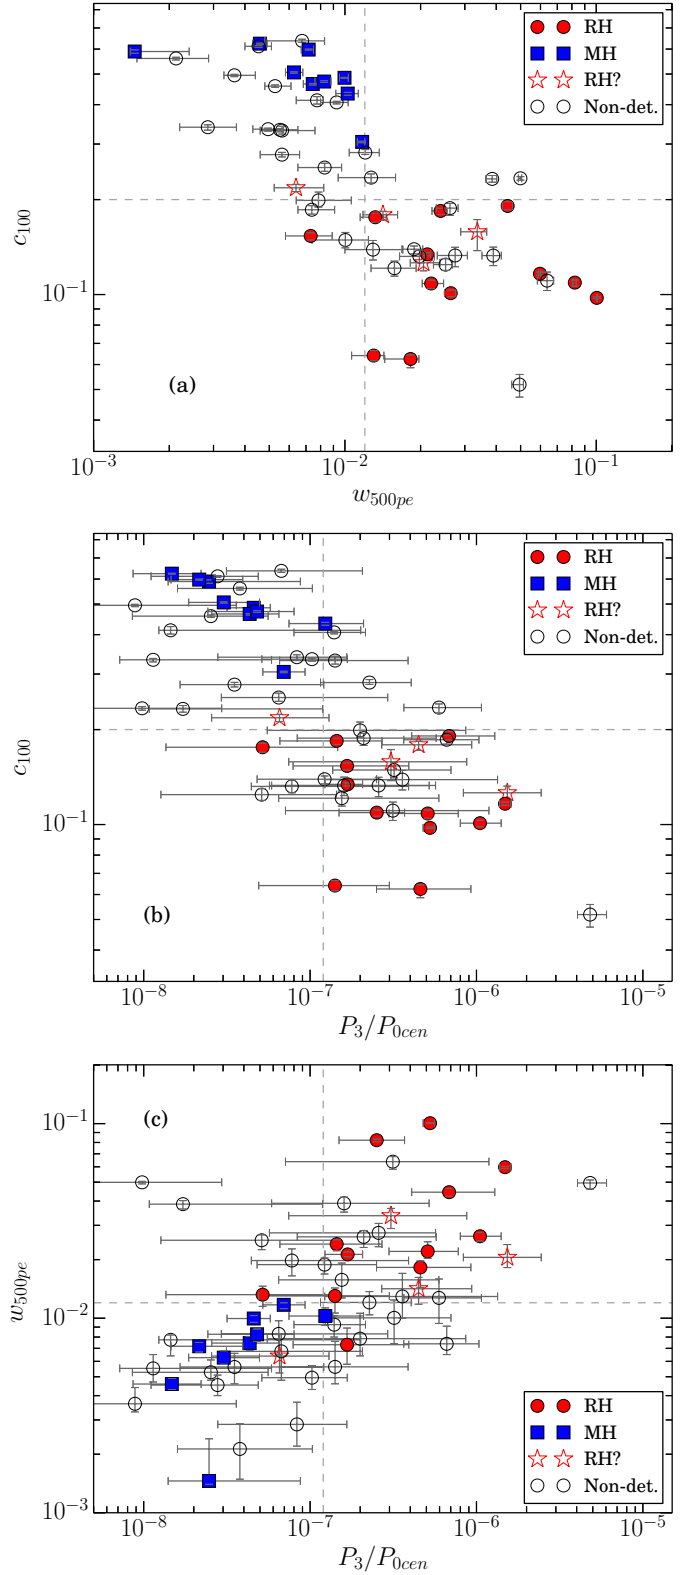 10⁰
RH
MH
RH?
Non-det.
c₁₀₀
10⁻¹
(a)
10⁻³
10⁻²
10⁻¹
w₅₀₀ₚₑ
RH
MH
RH?
Non-det.
c₁₀₀
10⁻¹
(b)
10⁻⁸
10⁻⁷
10⁻⁶
10⁻⁵
P₃/P₀cen
(c)
10⁻¹
w₅₀₀ₚₑ
10⁻²
RH
MH
RH?
Non-det.
10⁻³
10⁻⁸
10⁻⁷
10⁻⁶
10⁻⁵
P₃/P₀cen